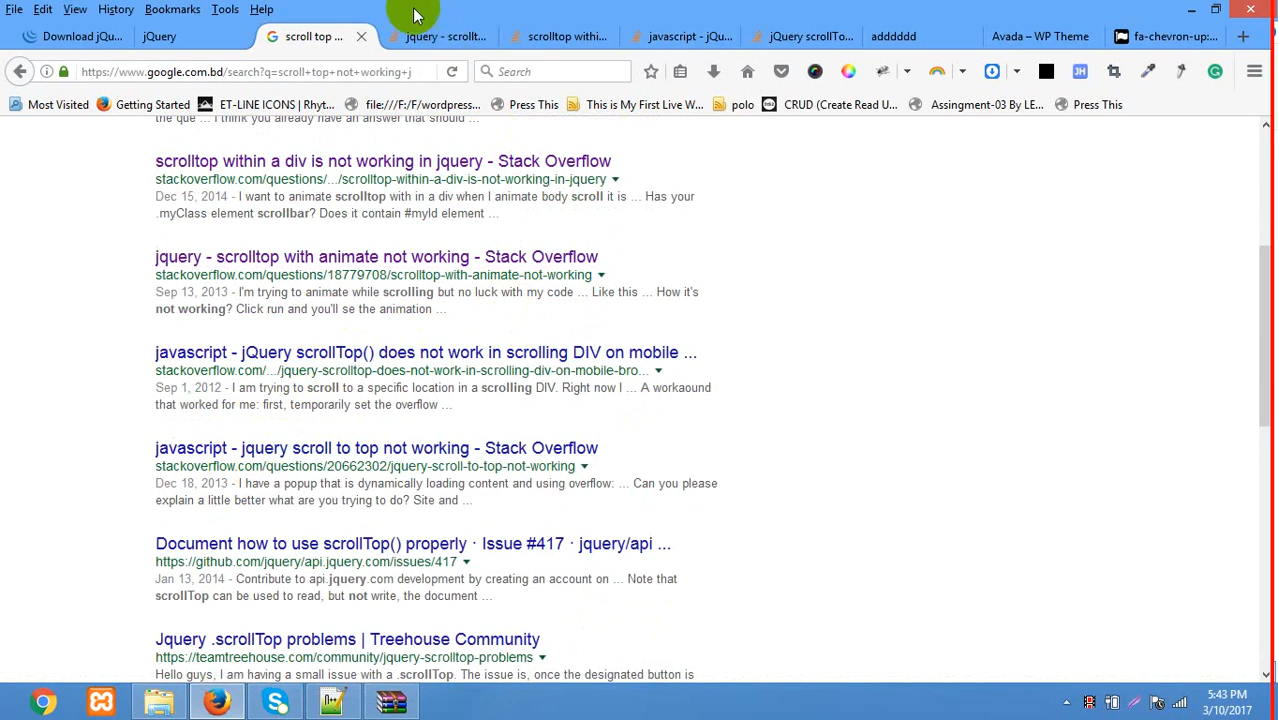 File Edit View History Bookmarks Tools Help
Download jQu... jQuery scroll top ... jquery - scrollt... scrolltop withi... javascript - jQu... jQuery scrollTo... addddd Avada – WP Theme fa-chevron-up:...
https://www.google.com.bd/search?q=scroll+top+not+working+j Search
Most Visited Getting Started ET-LINE ICONS | Rhyt... file:///F:/F/wordpress... Press This This is My First Live W... polo CRUD (Create Read U... Assingment-03 By LE... Press This
the que ... I think you already have an answer that should ...
scrolltop within a div is not working in jquery - Stack Overflow
stackoverflow.com/questions/.../scrolltop-within-a-div-is-not-working-in-jquery
Dec 15, 2014 - I want to animate scrolltop with in a div when I animate body scroll it is ... Has your
.myClass element scrollbar? Does it contain #myId element ...
jquery - scrolltop with animate not working - Stack Overflow
stackoverflow.com/questions/18779708/scrolltop-with-animate-not-working
Sep 13, 2013 - I'm trying to animate while scrolling but no luck with my code ... Like this ... How it's
not working? Click run and you'll se the animation ...
javascript - jQuery scrollTop() does not work in scrolling DIV on mobile ...
stackoverflow.com/.../jquery-scrolltop-does-not-work-in-scrolling-div-on-mobile-bro...
Sep 1, 2012 - I am trying to scroll to a specific location in a scrolling DIV. Right now I ... A workaround
that worked for me: first, temporarily set the overflow ...
javascript - jquery scroll to top not working - Stack Overflow
stackoverflow.com/questions/20662302/jquery-scroll-to-top-not-working
Dec 18, 2013 - I have a popup that is dynamically loading content and using overflow: ... Can you please
explain a little better what are you trying to do? Site and ...
Document how to use scrollTop() properly · Issue #417 · jquery/api ...
https://github.com/jquery/api.jquery.com/issues/417
Jan 13, 2014 - Contribute to api.jquery.com development by creating an account on ... Note that
scrollTop can be used to read, but not write, the document ...
Jquery .scrollTop problems | Treehouse Community
https://teamtreehouse.com/community/jquery-scrolltop-problems
Hello guys, I am having a small issue with a .scrollTop. The issue is, once the designated button is
5:43 PM
3/10/2017